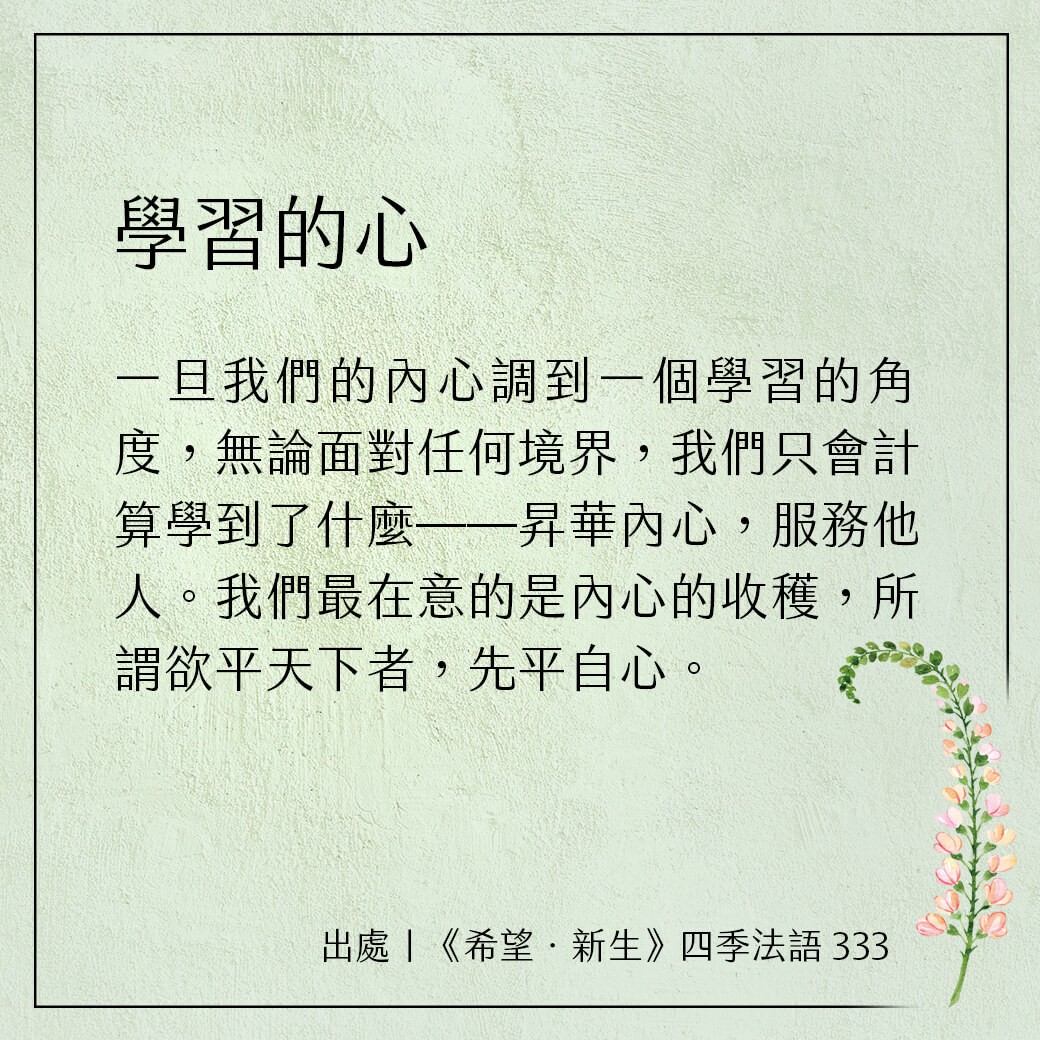 學習的心
一旦我們的內心調到一個學習的角
度，無論面對任何境界，我們只會計
算學到了什麼——昇華內心，服務他
人。我們最在意的是內心的收穫，所
謂欲平天下者，先平自心。
出處｜《希望．新生》四季法語 333